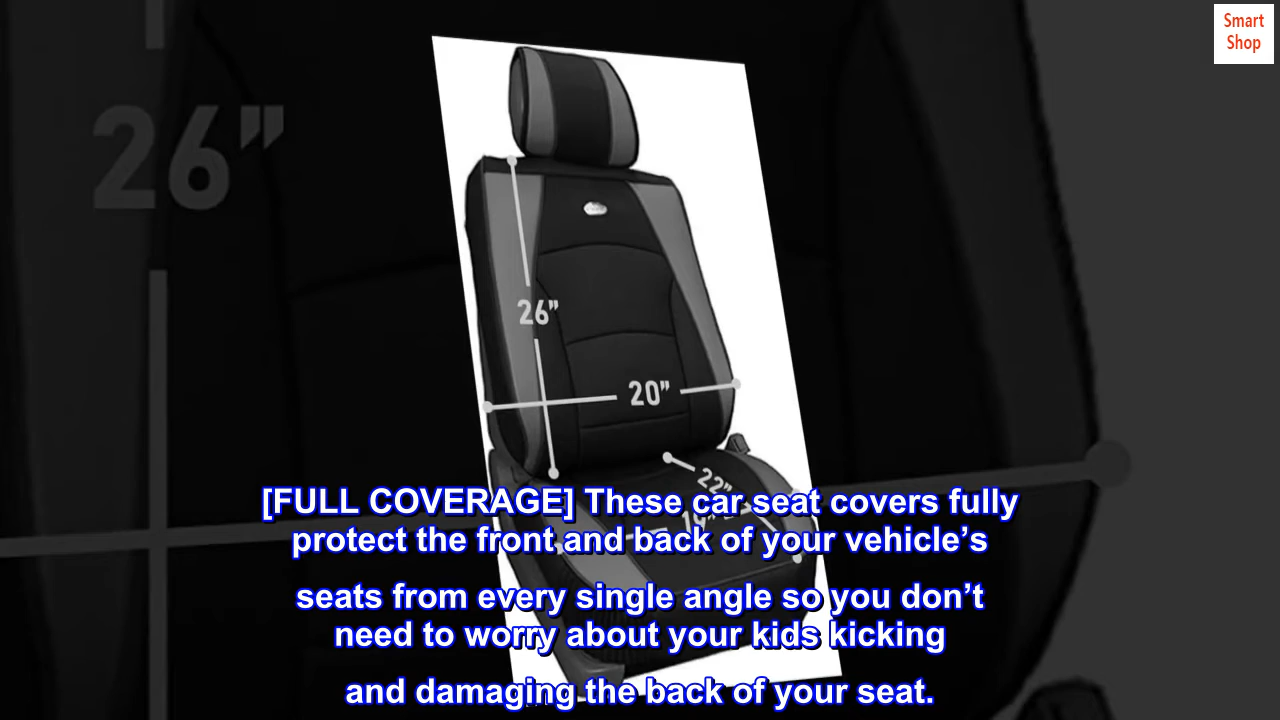 Smart
Shop
26”
26”
20”
22”
[FULL COVERAGE] These car seat covers fully
protect the front and back of your vehicle’s
seats from every single angle so you don’t
need to worry about your kids kicking
and damaging the back of your seat.